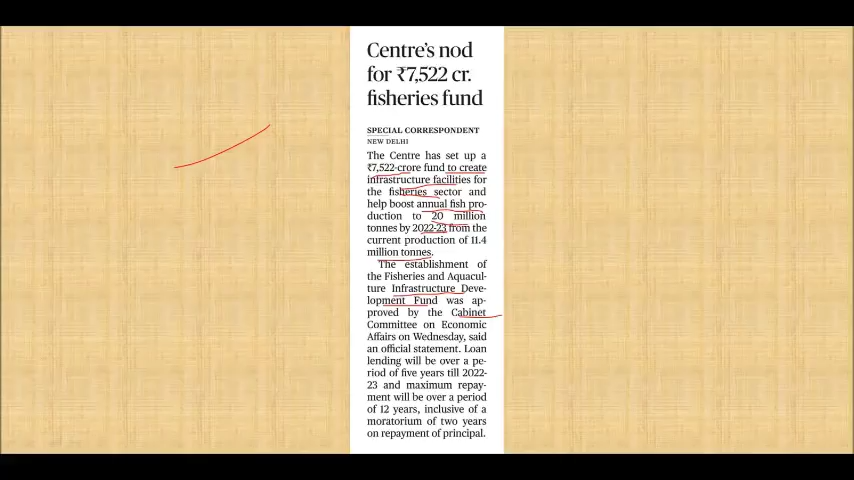 Centre's nod
for ₹7,522 cr.
fisheries fund
SPECIAL CORRESPONDENT
NEW DELHI
The Centre has set up a
₹7,522-crore fund to create
infrastructure facilities for
the fisheries sector and
help boost annual fish pro-
duction to 20 million
tonnes by 2022-23 from the
current production of 11.4
million tonnes.
The establishment of
the Fisheries and Aquacul-
ture Infrastructure Deve-
lopment Fund was ap-
proved by the Cabinet
Committee on Economic
Affairs on Wednesday, said
an official statement. Loan
lending will be over a pe-
riod of five years till 2022-
23 and maximum repay-
ment will be over a period
of 12 years, inclusive of a
moratorium of two years
on repayment of principal.